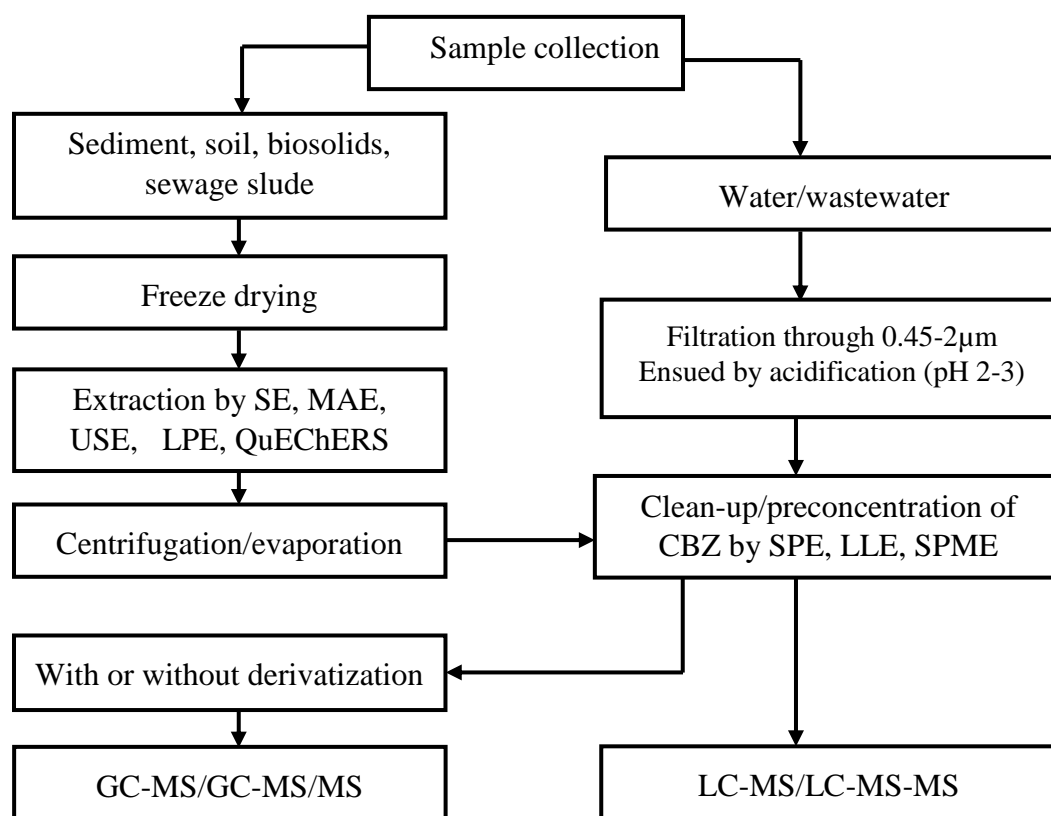 Sample collection
Sediment, soil, biosolids,
sewage slude
Water/wastewater
Freeze drying
Filtration through 0.45-2µm
Ensued by acidification (pH 2-3)
Extraction by SE, MAE,
USE, LPE, QuEChERS
Clean-up/preconcentration of
CBZ by SPE, LLE, SPME
Centrifugation/evaporation
With or without derivatization
GC-MS/GC-MS/MS
LC-MS/LC-MS-MS